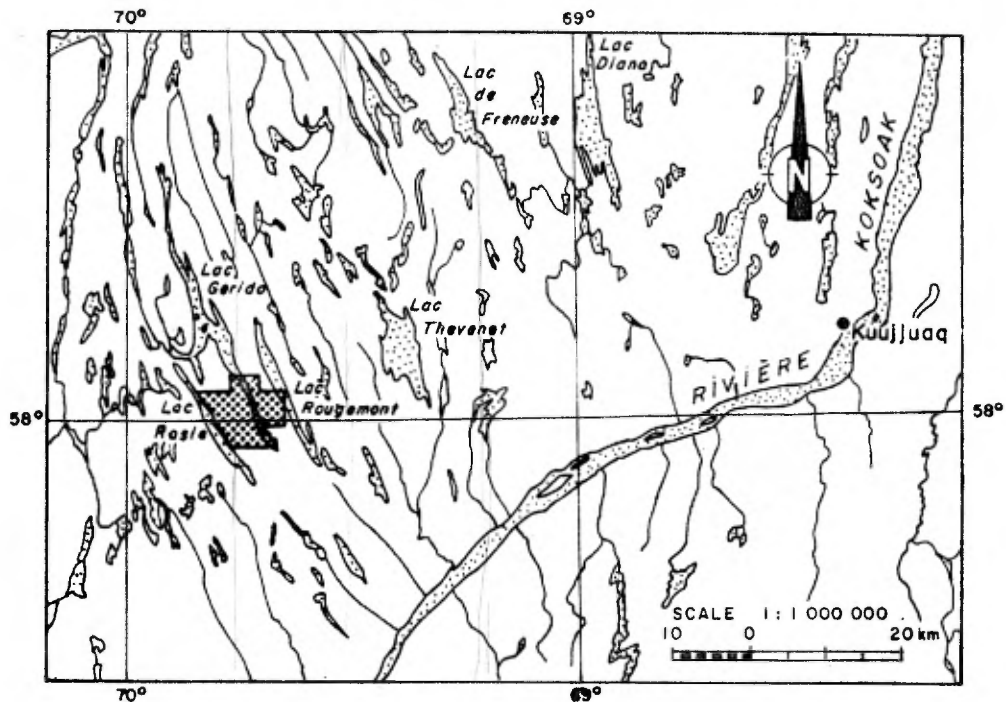 70°
69°
Lac
Diana
Lac
de
Freneuse
N
KOKSOAK
Lac
Gerido
Lac
Thevenet
Kuujjuaq
RIVIÈRE
Lac
Rougemont
58°
Lac
58°
SCALE 1:1 000 000
10 0 20 km
70°
69°